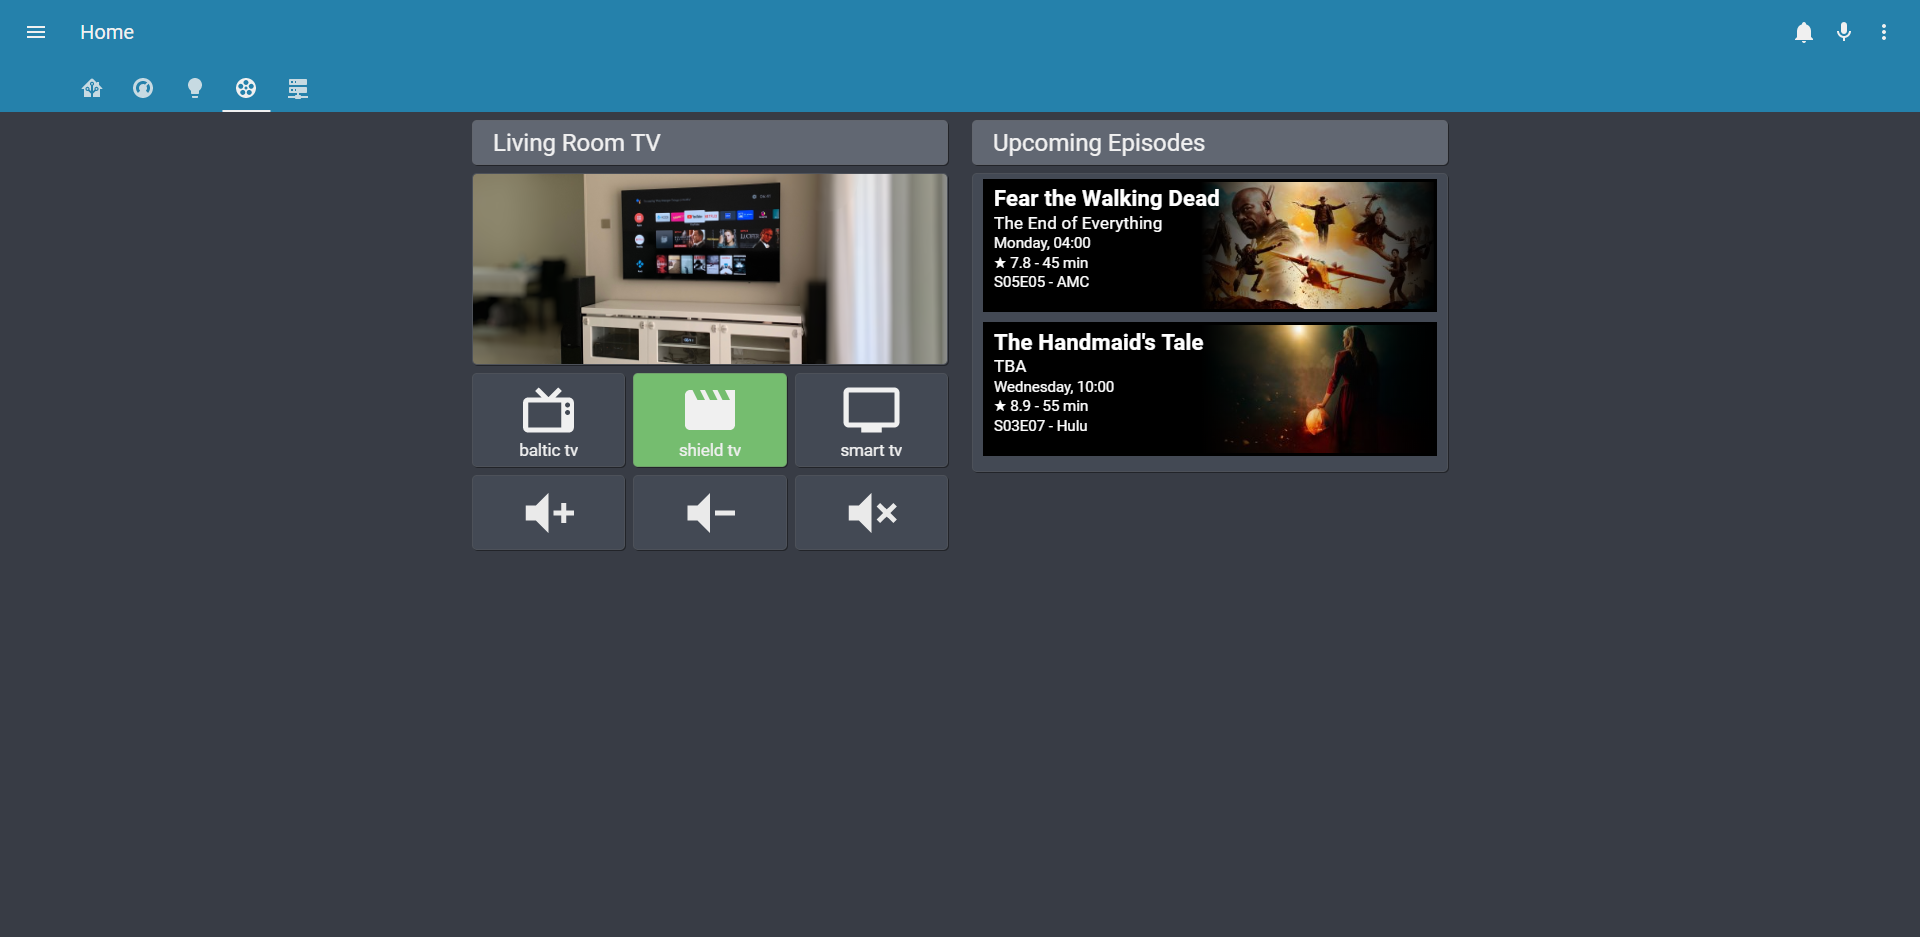 Home
Living Room TV
baltic tv
shield tv
smart tv
Upcoming Episodes
Fear the Walking Dead
The End of Everything
Monday, 04:00
★ 7.8 - 45 min
S05E05 - AMC
The Handmaid's Tale
TBA
Wednesday, 10:00
★ 8.9 - 55 min
S03E07 - Hulu